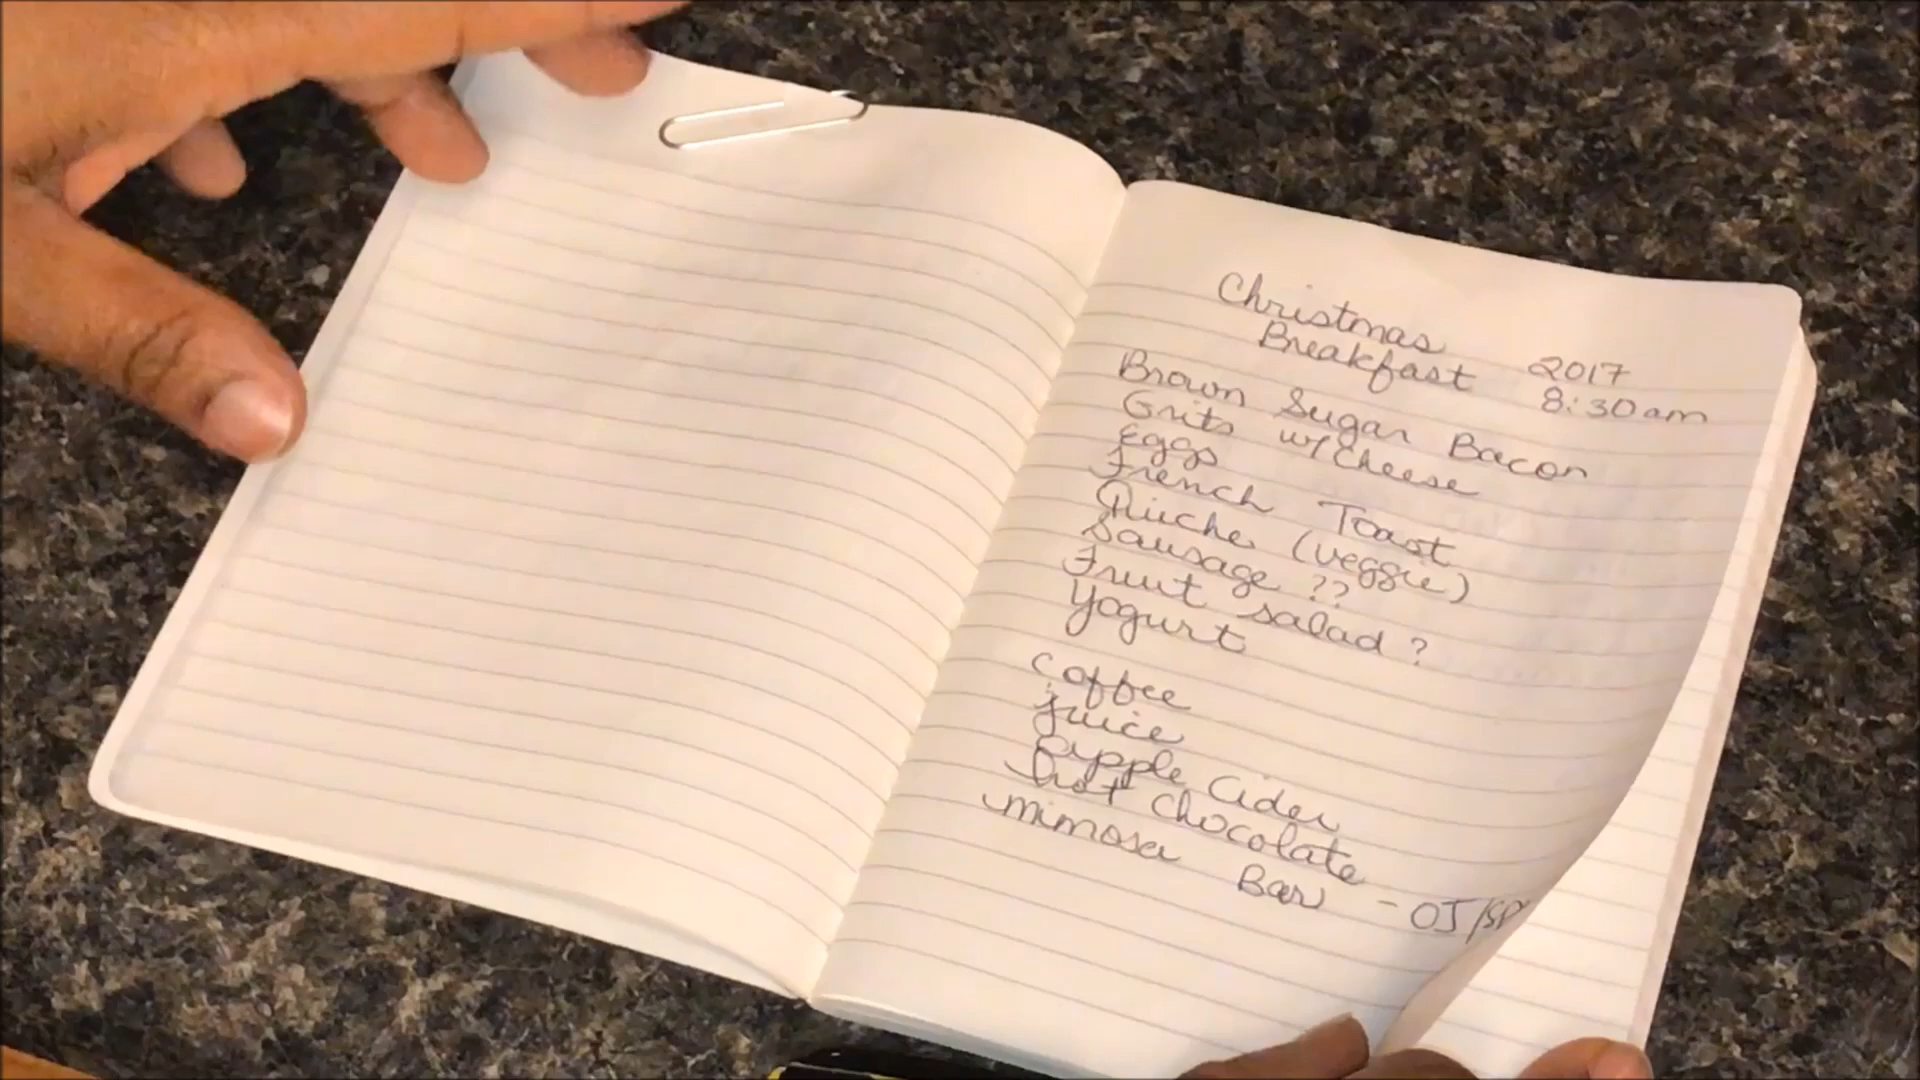 Christmas
Breakfast 2017
8:30am
Brown Sugar Bacon
Grits w/Cheese
Eggs
French Toast
Quiche (veggie)
Sausage ??
Fruit salad ?
Yogurt
Coffee
juice
Apple Cider
hot chocolate
mimosa
Bar - OJ/